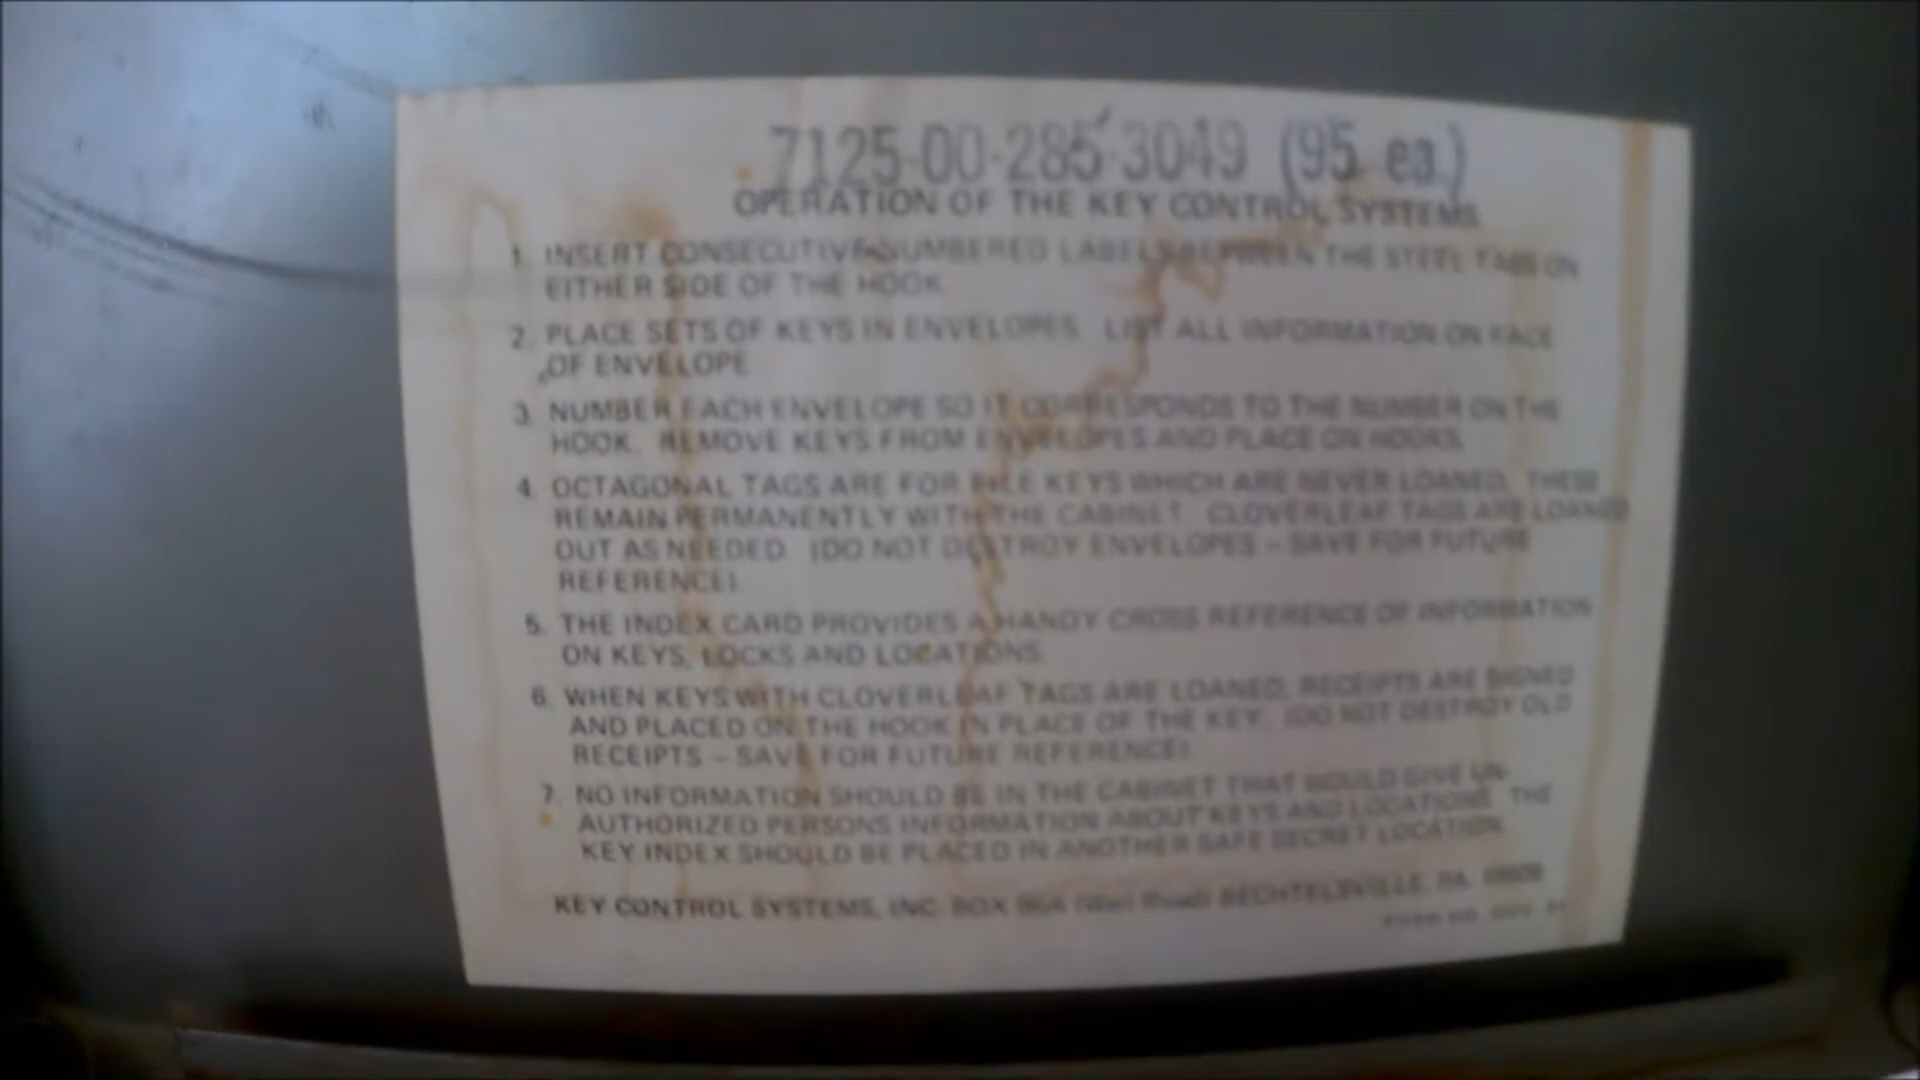 7125-00-285-3049 (95 ea.)
OPERATION OF THE KEY CONTROL SYSTEMS
1. INSERT CONSECUTIVE NUMBERED LABELS BETWEEN THE STEEL TABS ON
EITHER SIDE OF THE HOOK.
2. PLACE SETS OF KEYS IN ENVELOPES. LIST ALL INFORMATION ON FACE
OF ENVELOPE
3. NUMBER EACH ENVELOPE SO IT CORRESPONDS TO THE NUMBER ON THE
HOOK. REMOVE KEYS FROM ENVELOPES AND PLACE ON HOOKS.
4. OCTAGONAL TAGS ARE FOR FILE KEYS WHICH ARE NEVER LOANED. THESE
REMAIN PERMANENTLY WITH THE CABINET. CLOVERLEAF TAGS ARE LOANED
OUT AS NEEDED. (DO NOT DESTROY ENVELOPES – SAVE FOR FUTURE
REFERENCE).
5. THE INDEX CARD PROVIDES A HANDY CROSS REFERENCE OF INFORMATION
ON KEYS, LOCKS AND LOCATIONS.
6. WHEN KEYS WITH CLOVERLEAF TAGS ARE LOANED, RECEIPTS ARE SIGNED
AND PLACED ON THE HOOK IN PLACE OF THE KEY. (DO NOT DESTROY OLD
RECEIPTS – SAVE FOR FUTURE REFERENCE).
7. NO INFORMATION SHOULD BE IN THE CABINET THAT WOULD GIVE UN-
AUTHORIZED PERSONS INFORMATION ABOUT KEYS AND LOCATIONS. THE
KEY INDEX SHOULD BE PLACED IN ANOTHER SAFE SECRET LOCATION.
KEY CONTROL SYSTEMS, INC. BOX Road) BECHTELSVILLE, PA.
FORM NO.